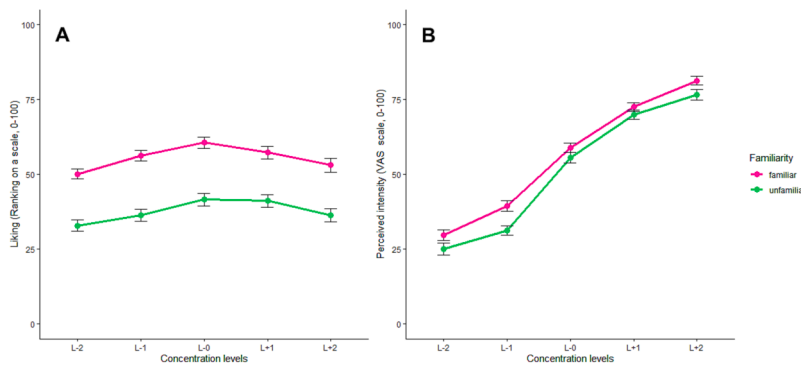 A
Liking (Ranking on a scale, 0-100)
100
75
50
25
0
L-2 L-1 L-0 L+1 L+2
Concentration levels
B
Perceived intensity (VAS scale, 0-100)
100
75
50
25
0
L-2 L-1 L-0 L+1 L+2
Concentration levels
Familiarity
familiar
unfamilia